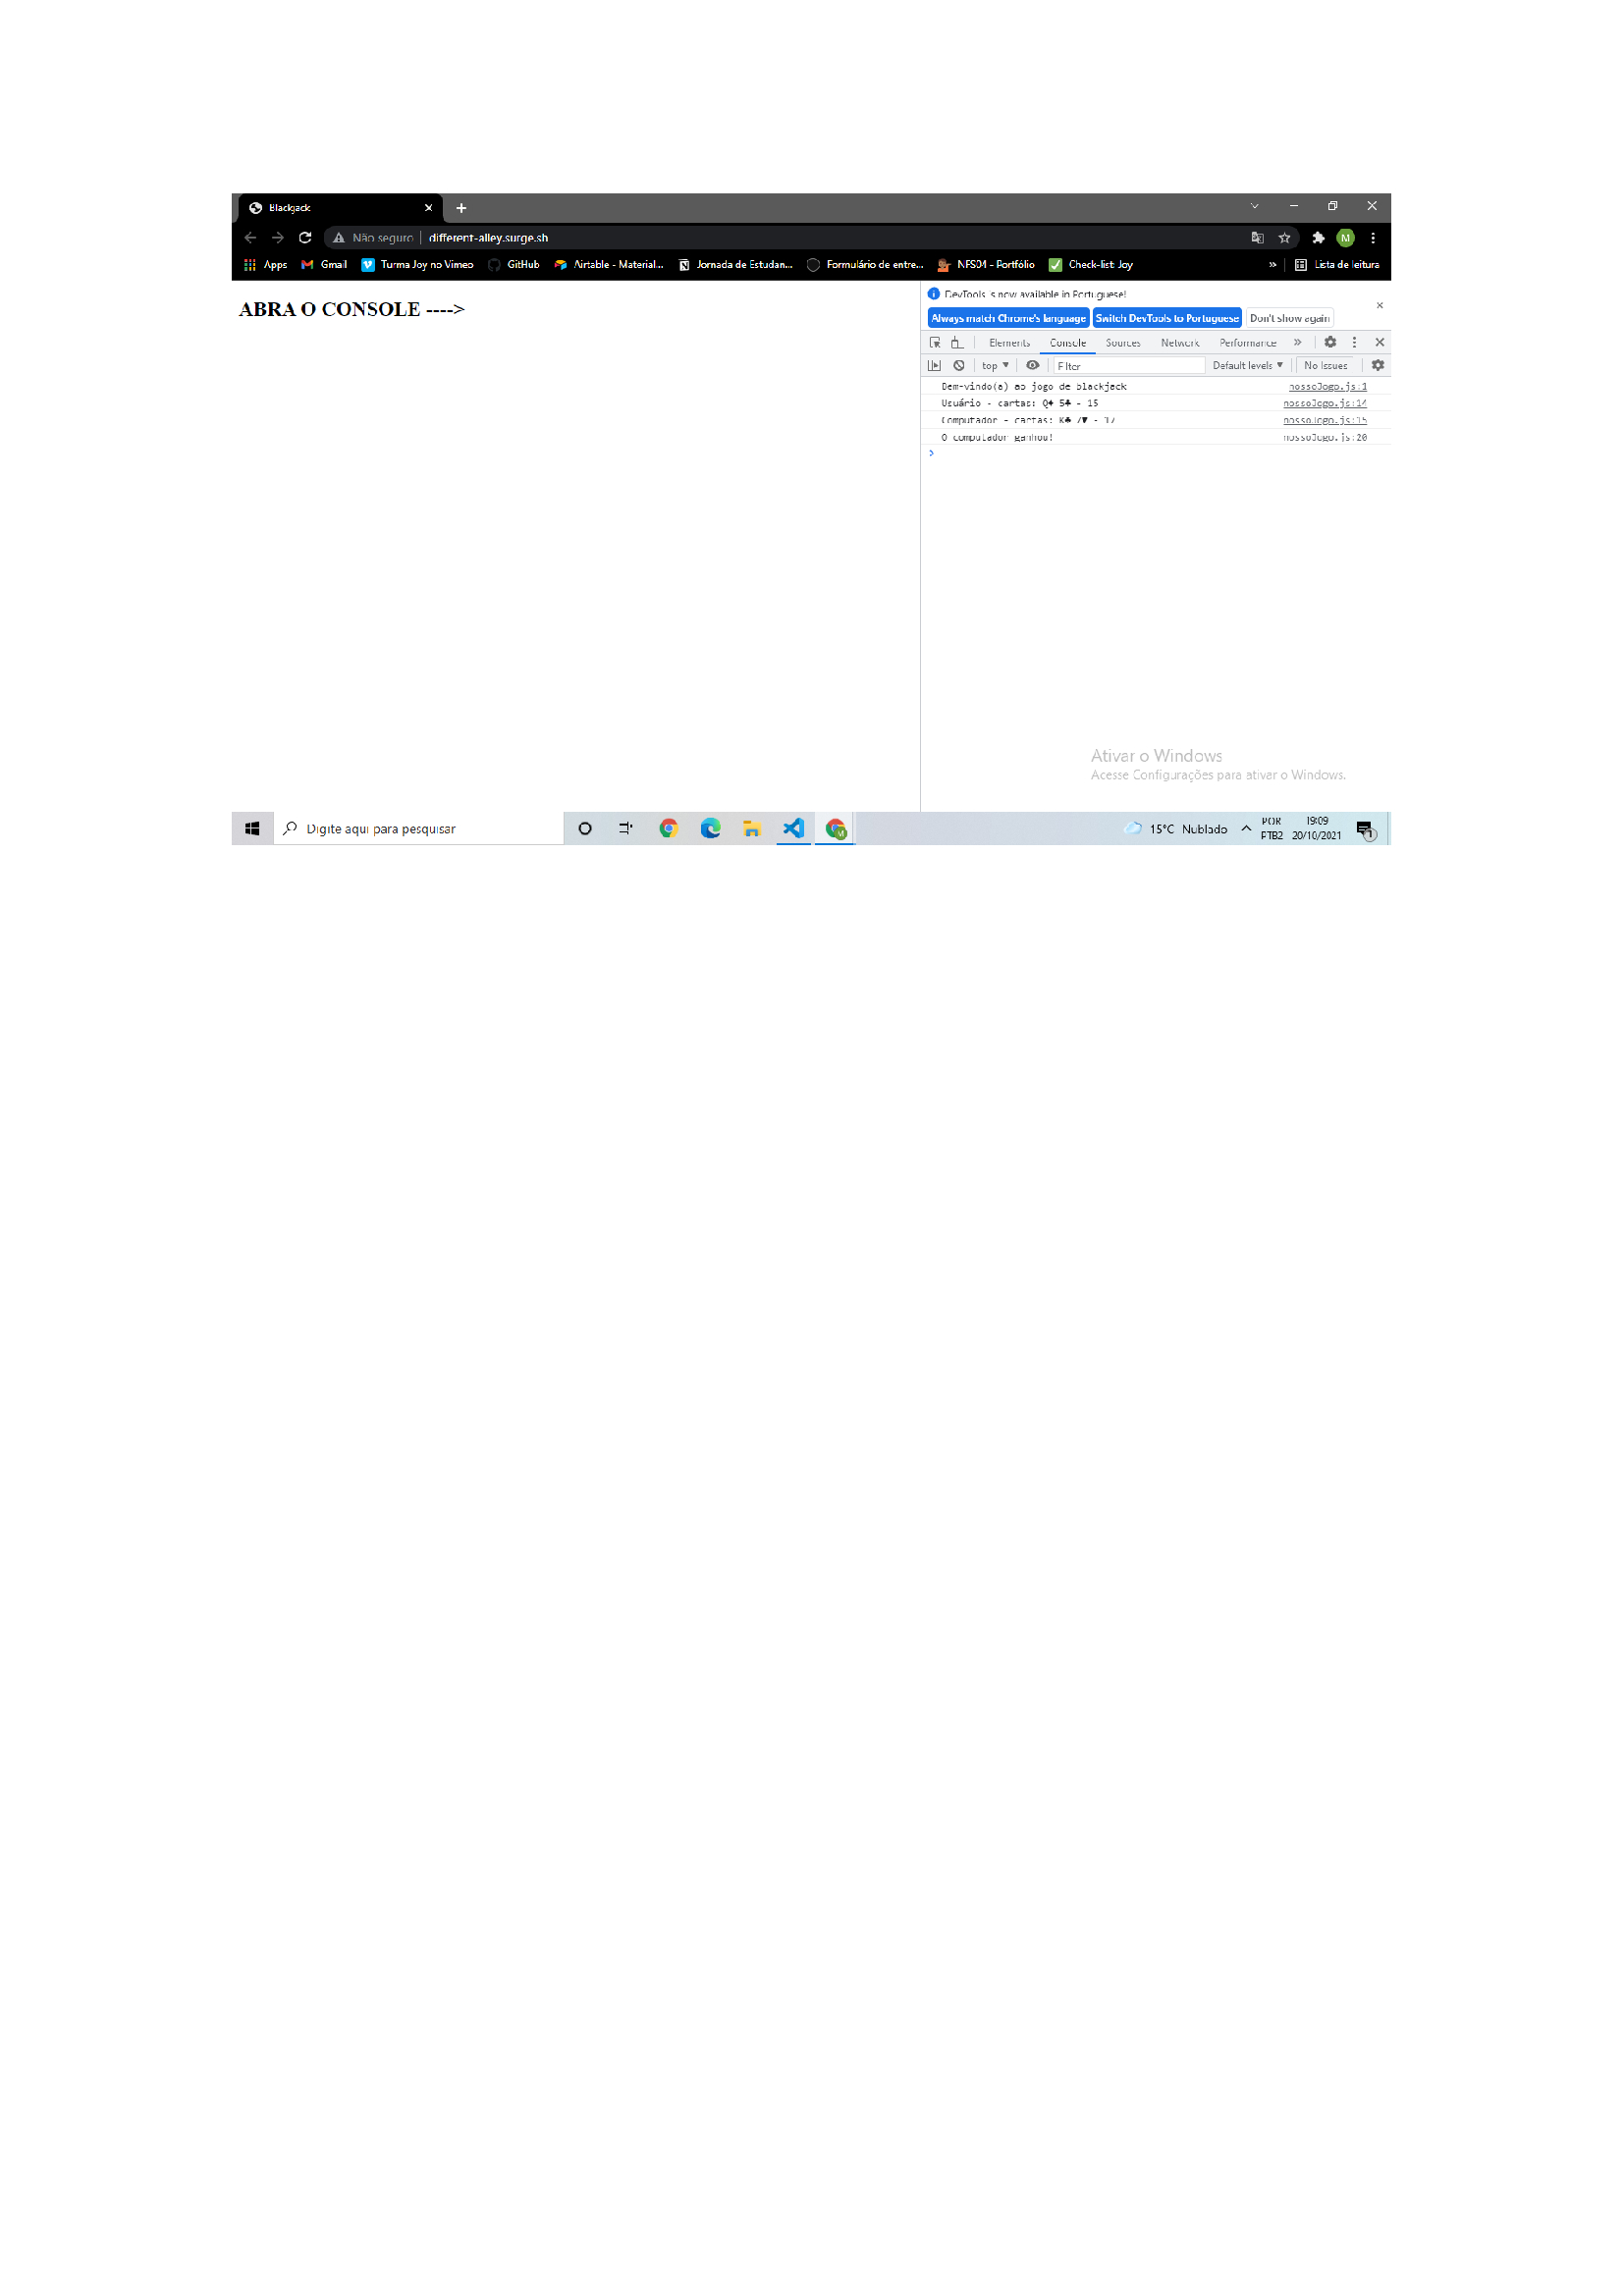 Blackjack
Não seguro different-alley.surge.sh
Apps Gmail Turma Joy no Vimeo GitHub Airtable - Material... Jornada de Estudan... Formulário de entre... NFS04 - Portfólio Check-list: Joy » Lista de leitura
ABRA O CONSOLE ---->
DevTools is now available in Portuguese!
Always match Chrome's language Switch DevTools to Portuguese Don't show again
Elements Console Sources Network Performance »
top Filter Default levels No Issues
Bem-vindo(a) ao jogo de blackjack nossoJogo.js:1
Usuário - cartas: Q♦ 5♣ - 15 nossoJogo.js:14
Computador - cartas: K♣ 7♥ - 17 nossoJogo.js:15
O computador ganhou! nossoJogo.js:20
Ativar o Windows
Acesse Configurações para ativar o Windows.
Digite aqui para pesquisar
15°C Nublado
POR
PTB2
19:09
20/10/2021
1